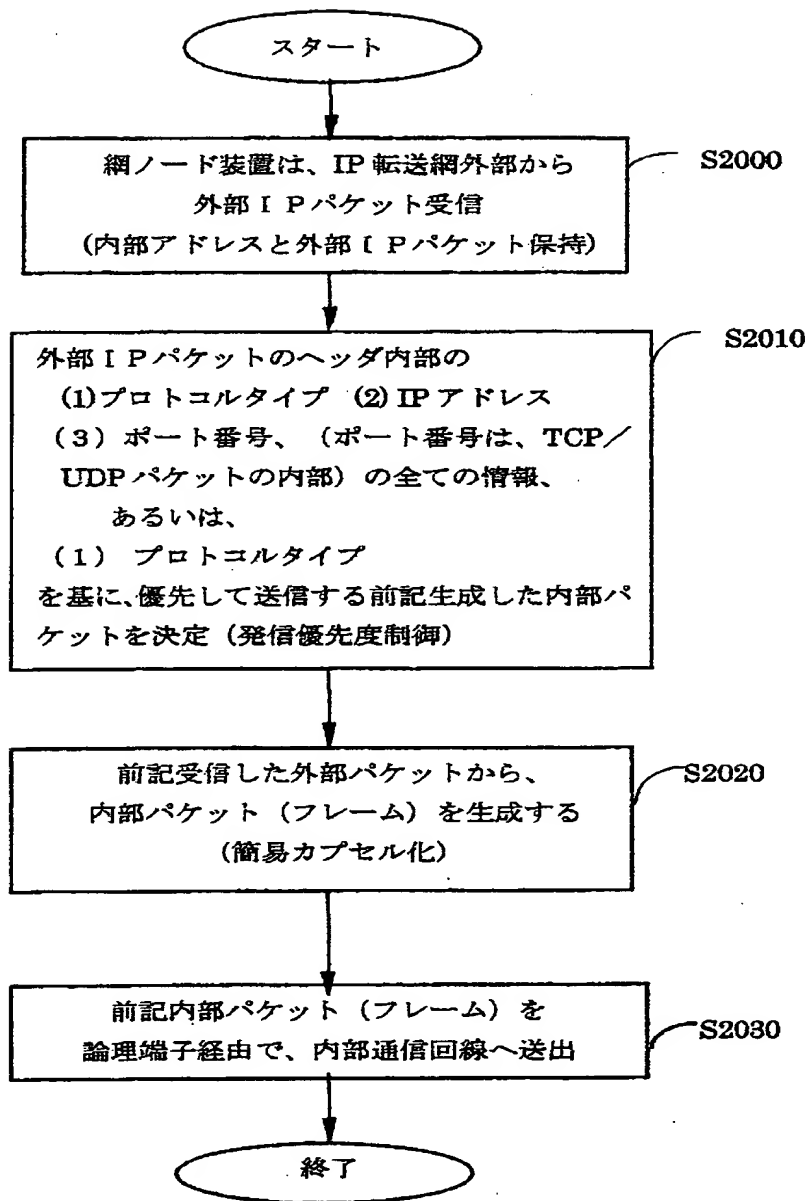 スタート
網ノード装置は、IP 転送網外部から
外部IPパケット受信
(内部アドレスと外部IPパケット保持)
S2000
外部IPパケットのヘッダ内部の
(1)プロトコルタイプ (2) IP アドレス
(3) ポート番号、(ポート番号は、TCP/
UDP パケットの内部) の全ての情報、
あるいは、
(1) プロトコルタイプ
を基に、優先して送信する前記生成した内部パ
ケットを決定 (発信優先度制御)
S2010
前記受信した外部パケットから、
内部パケット (フレーム) を生成する
(簡易カプセル化)
S2020
前記内部パケット (フレーム) を
論理端子経由で、内部通信回線へ送出
S2030
終了